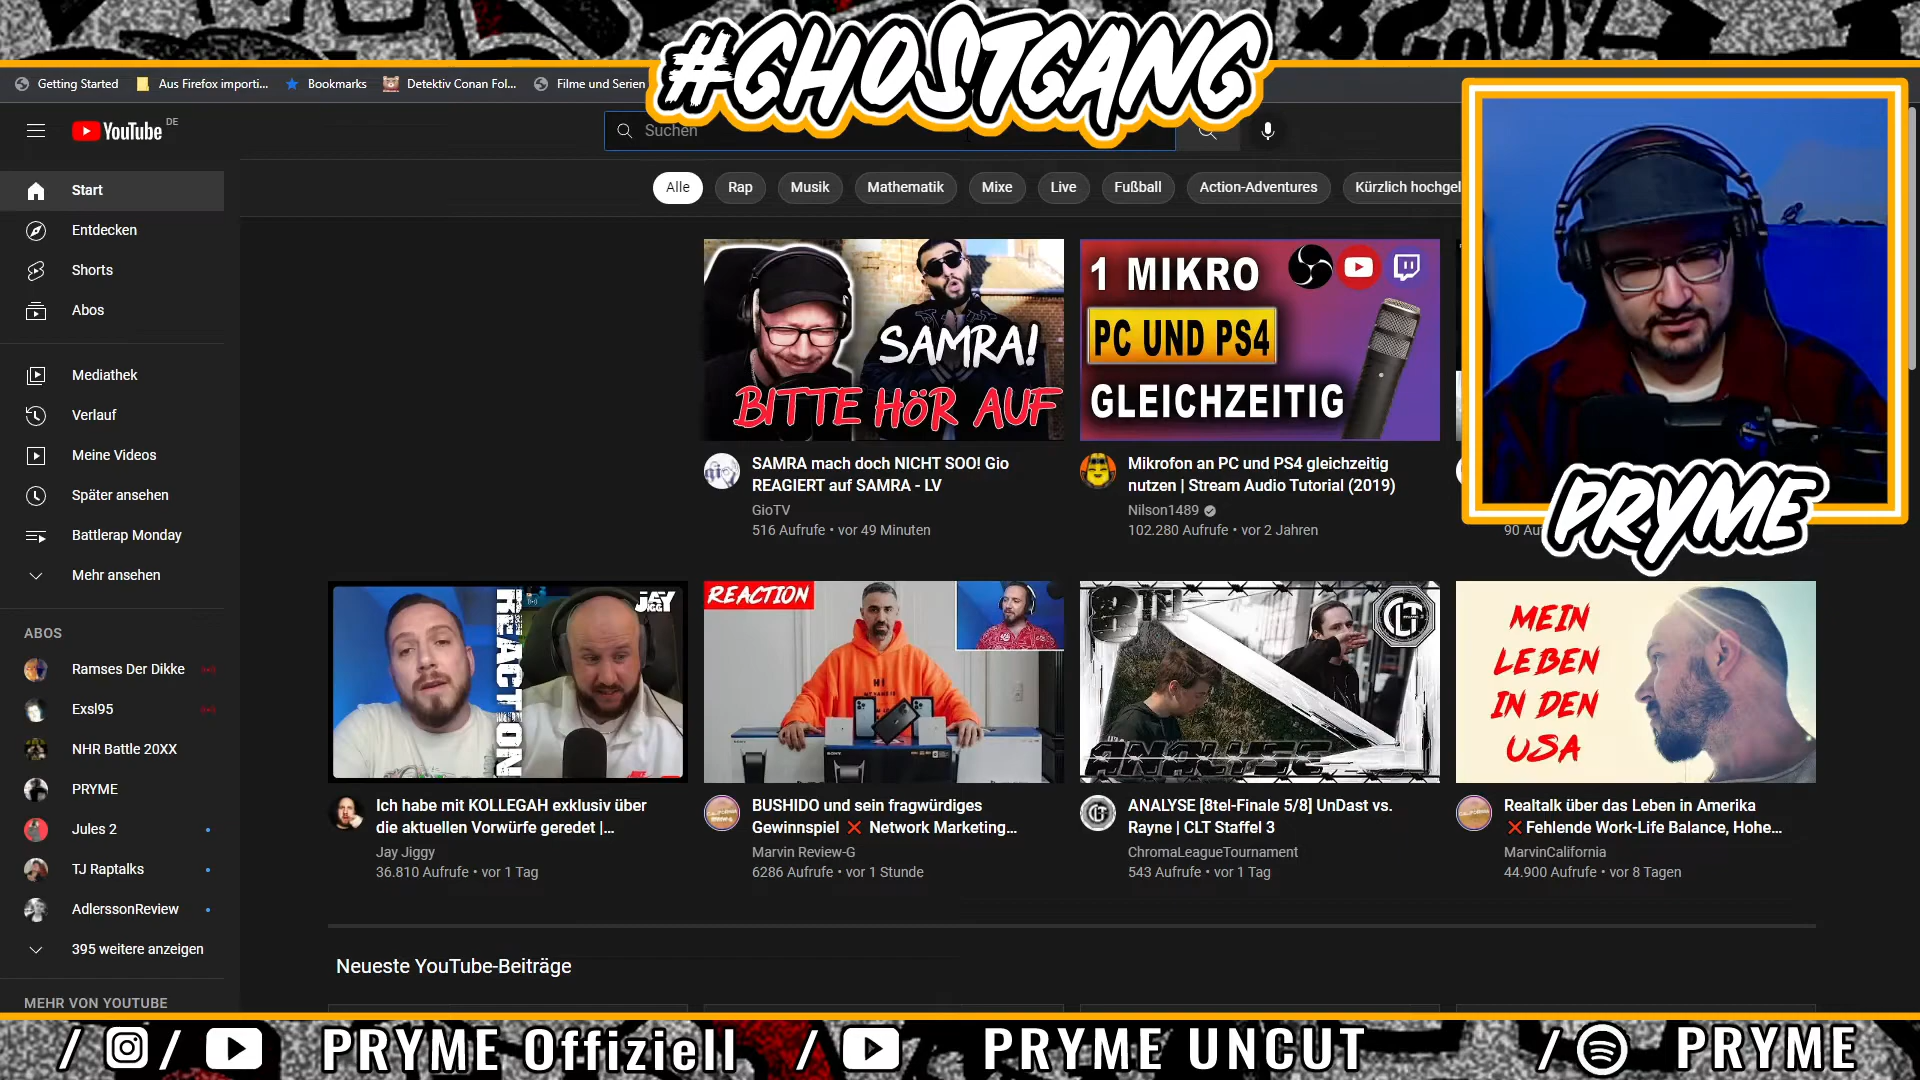 #GHOSTGANG
Getting Started
Aus Firefox importi...
Bookmarks
Detektiv Conan Fol...
Filme und Serien
YouTube DE
Suchen
Start
Entdecken
Shorts
Abos
Mediathek
Verlauf
Meine Videos
Später ansehen
Battlerap Monday
Mehr ansehen
ABOS
Ramses Der Dikke
Exsl95
NHR Battle 20XX
PRYME
Jules 2
TJ Raptalks
AdlerssonReview
395 weitere anzeigen
MEHR VON YOUTUBE
Alle
Rap
Musik
Mathematik
Mixe
Live
Fußball
Action-Adventures
Kürzlich hochgel
SAMRA!
BITTE HÖR AUF
SAMRA mach doch NICHT SOO! Gio
REAGIERT auf SAMRA - LV
GioTV
516 Aufrufe • vor 49 Minuten
1 MIKRO
PC UND PS4
GLEICHZEITIG
Mikrofon an PC und PS4 gleichzeitig
nutzen | Stream Audio Tutorial (2019)
Nilson1489
102.280 Aufrufe • vor 2 Jahren
PRYME
90 Au
REACTION
JAY
JIGGY
Ich habe mit KOLLEGAH exklusiv über
die aktuellen Vorwürfe geredet |...
Jay Jiggy
36.810 Aufrufe • vor 1 Tag
REACTION
BUSHIDO und sein fragwürdiges
Gewinnspiel ❌ Network Marketing...
Marvin Review-G
6286 Aufrufe • vor 1 Stunde
CLT
ANALYSE
ANALYSE [8tel-Finale 5/8] UnDast vs.
Rayne | CLT Staffel 3
ChromaLeagueTournament
543 Aufrufe • vor 1 Tag
MEIN
LEBEN
IN DEN
USA
Realtalk über das Leben in Amerika
❌ Fehlende Work-Life Balance, Hohe...
MarvinCalifornia
44.900 Aufrufe • vor 8 Tagen
Neueste YouTube-Beiträge
/ / PRYME Offiziell / PRYME UNCUT / PRYME